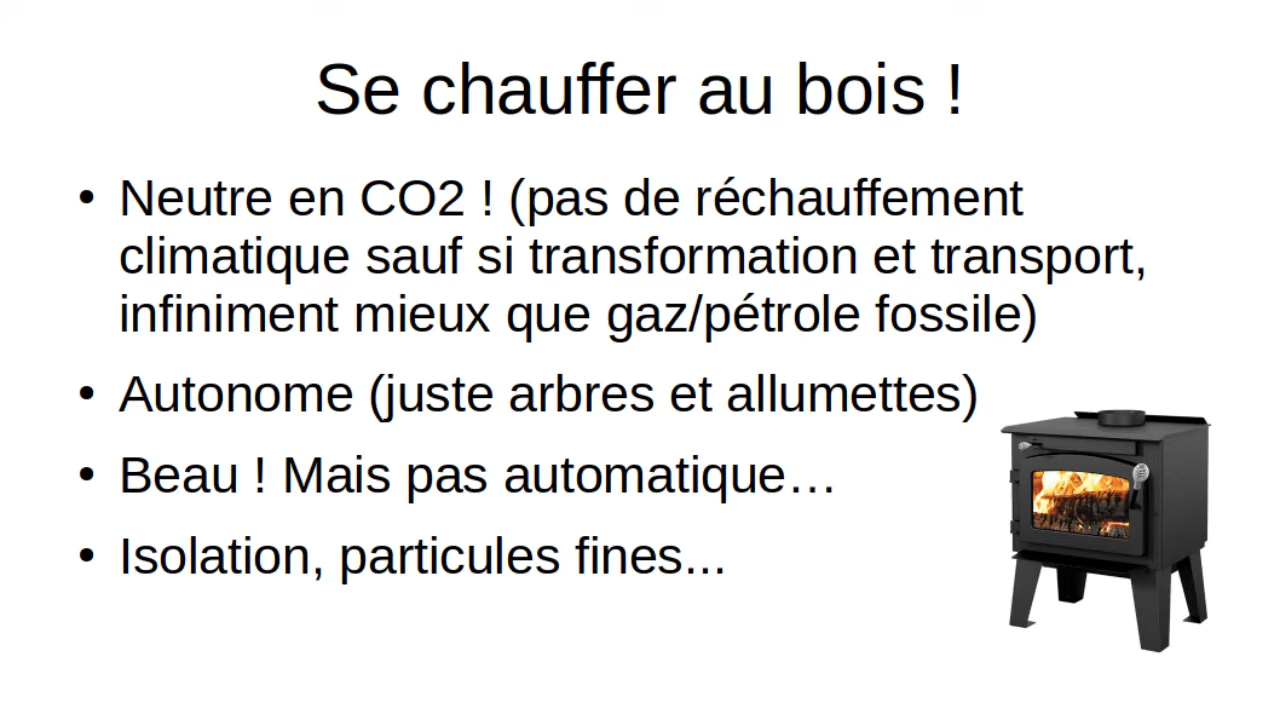 Se chauffer au bois !
• Neutre en CO2 ! (pas de réchauffement
climatique sauf si transformation et transport,
infiniment mieux que gaz/pétrole fossile)
• Autonome (juste arbres et allumettes)
• Beau ! Mais pas automatique…
• Isolation, particules fines...